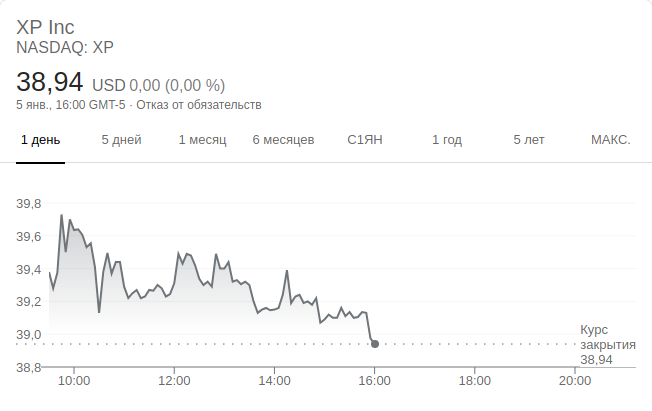 XP Inc
NASDAQ: XP
38,94 USD 0,00 (0,00 %)
5 янв., 16:00 GMT-5 · Отказ от обязательств
1 день 5 дней 1 месяц 6 месяцев С1ЯН 1 год 5 лет МАКС.
39,8
39,6
39,4
39,2
39,0
38,8
Курс
закрытия
38,94
10:00 12:00 14:00 16:00 18:00 20:00